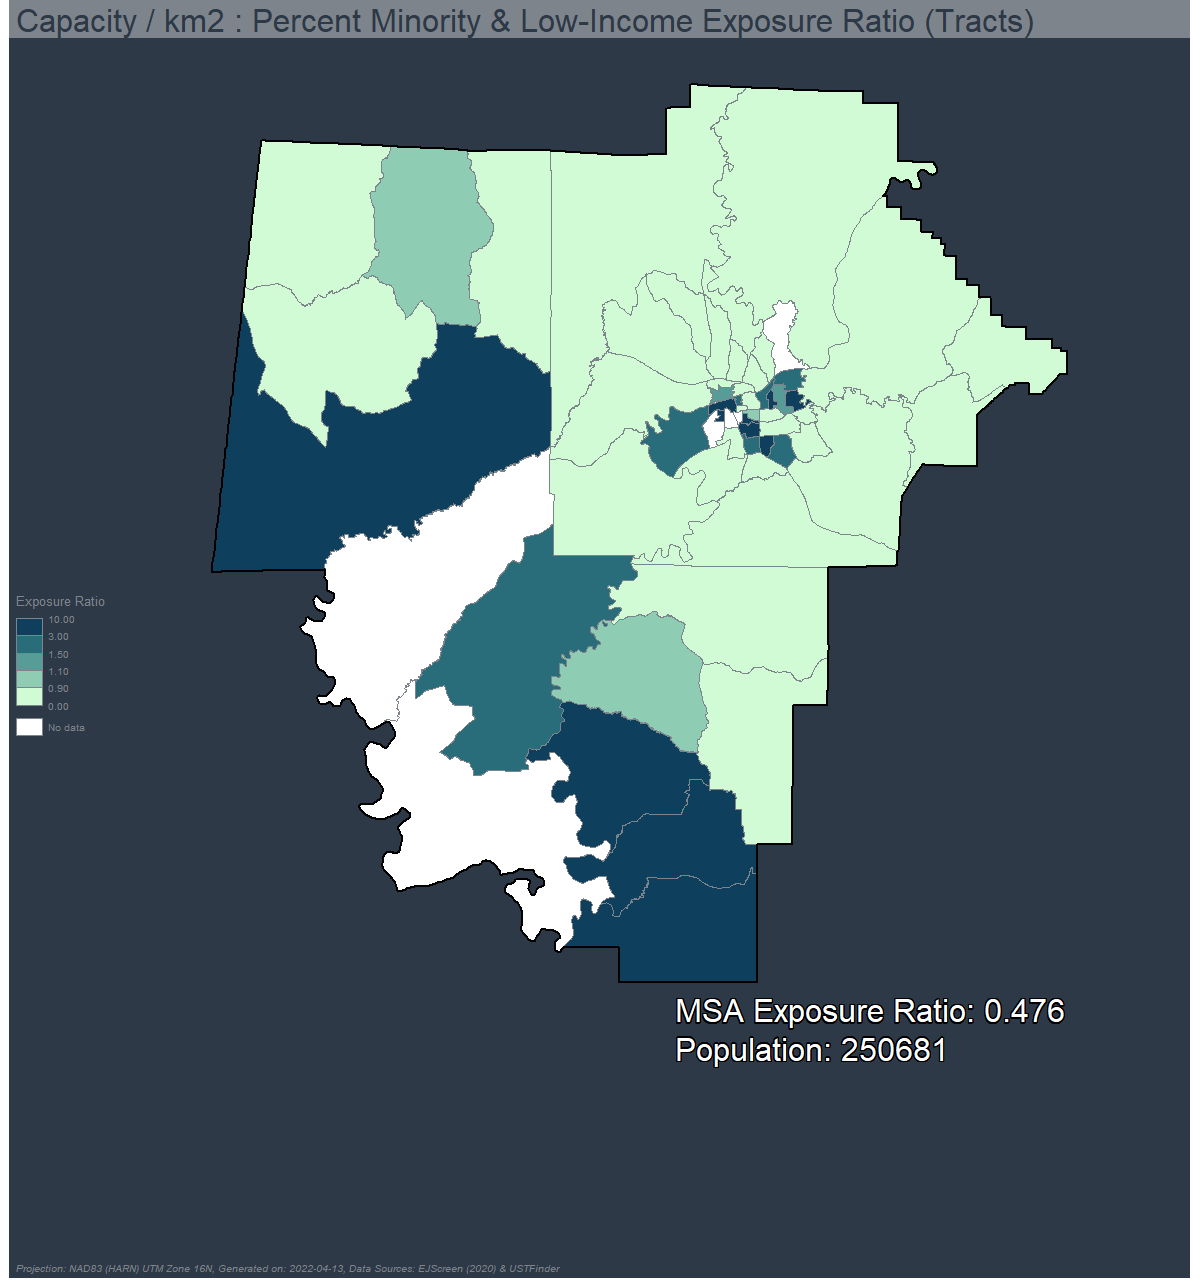 Capacity / km2 : Percent Minority & Low-Income Exposure Ratio (Tracts)
Exposure Ratio
10.00
3.00
1.50
1.10
0.90
0.00
No data
MSA Exposure Ratio: 0.476
Population: 250681
Projection: NAD83 (HARN) UTM Zone 16N, Generated on: 2022-04-13, Data Sources: EJScreen (2020) & USTFinder